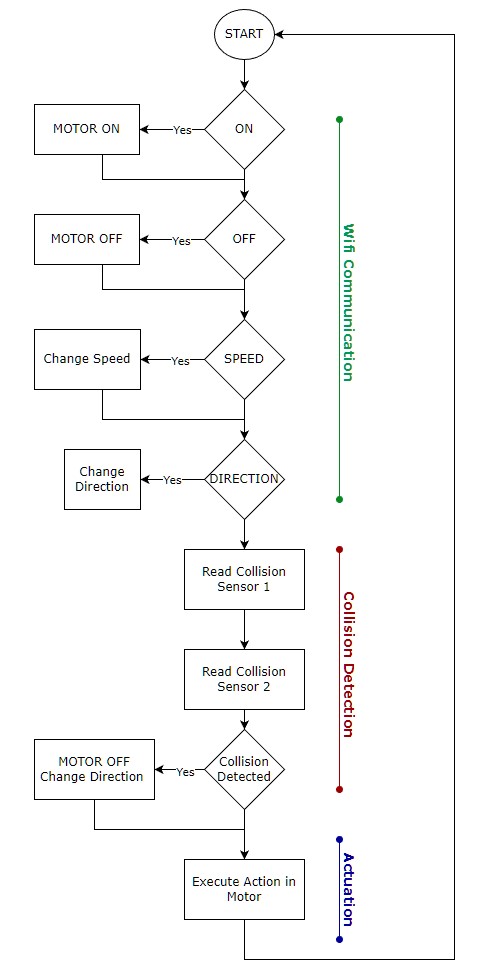 START
ON
Yes
MOTOR ON
OFF
Yes
MOTOR OFF
SPEED
Yes
Change Speed
DIRECTION
Yes
Change
Direction
Wifi Communication
Read Collision
Sensor 1
Read Collision
Sensor 2
Collision
Detected
Yes
MOTOR OFF
Change Direction
Collision Detection
Execute Action in
Motor
Actuation